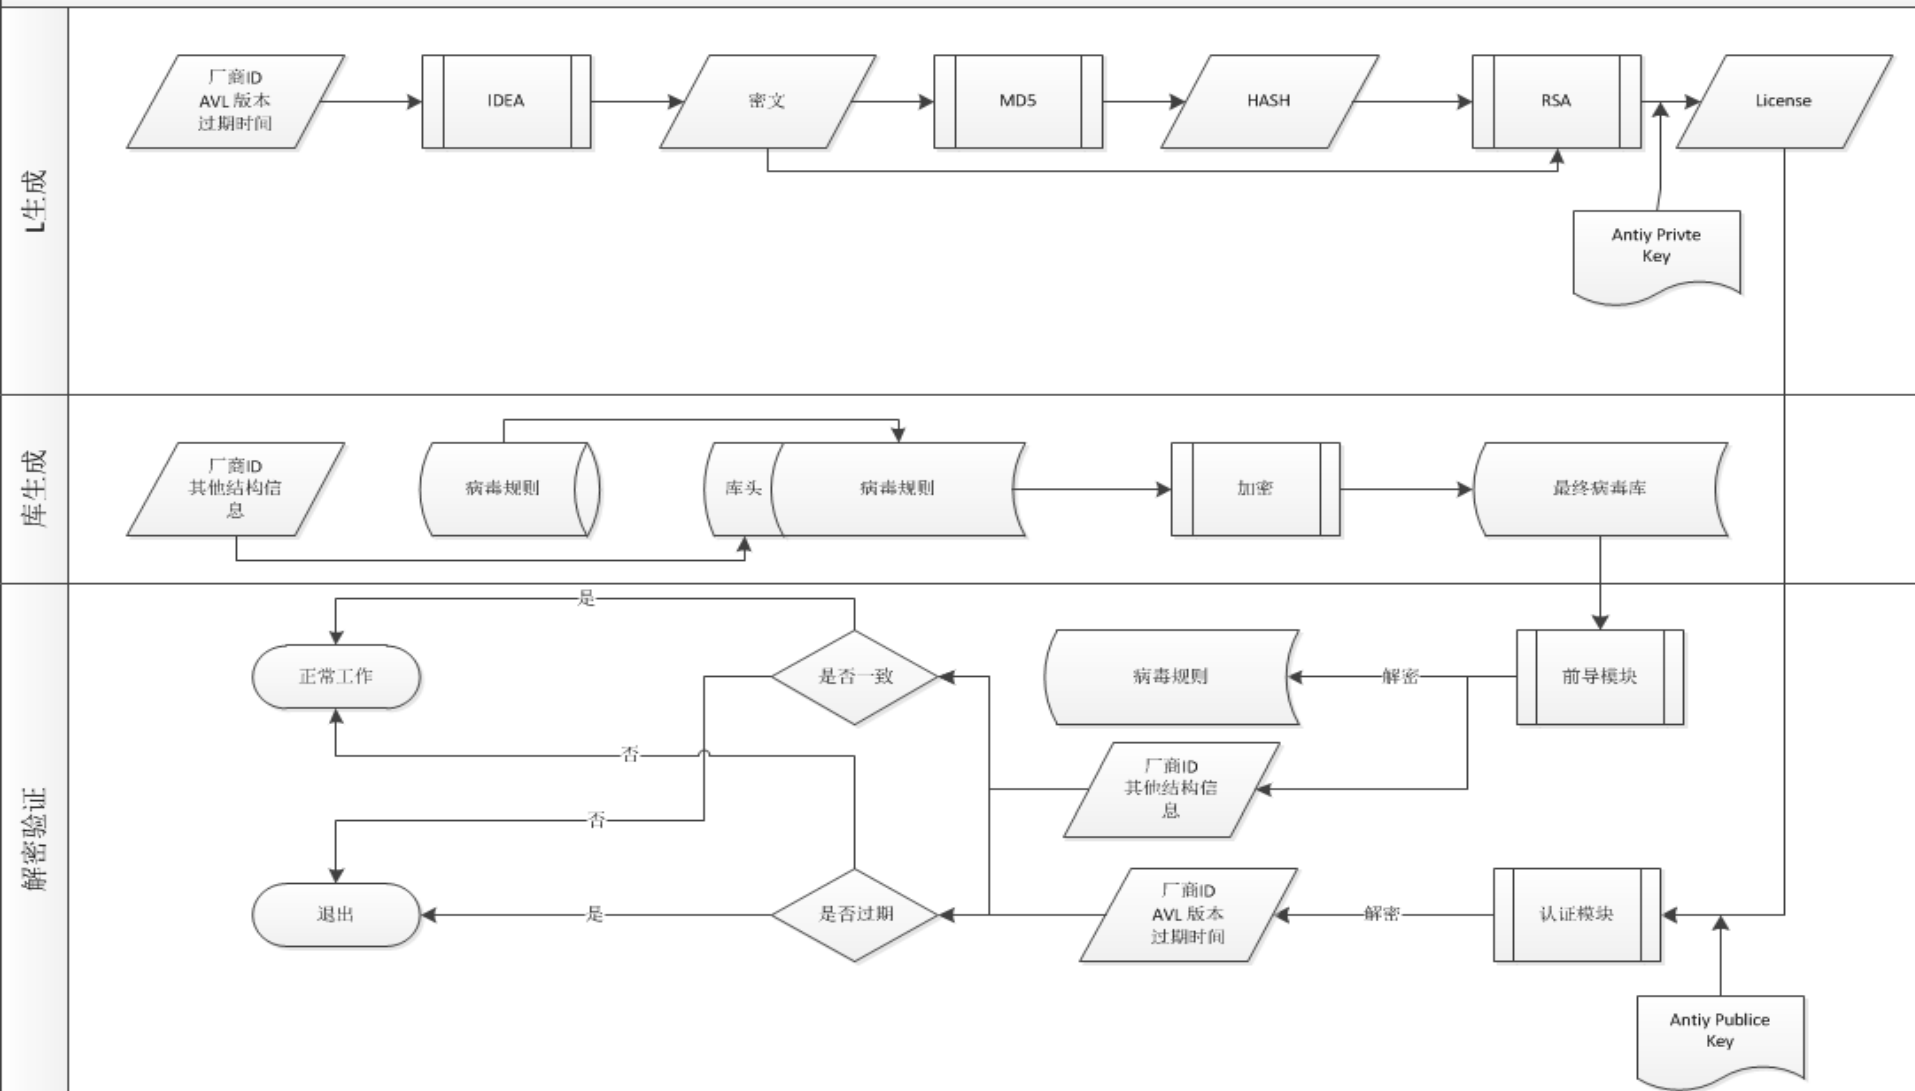 L生成
厂商ID
AVL 版本
过期时间
IDEA
密文
MD5
HASH
RSA
License
Antiy Privte
Key
库生成
厂商ID
其他结构信
息
病毒规则
库头
病毒规则
加密
最终病毒库
解密验证
是
正常工作
是否一致
病毒规则
解密
前导模块
否
厂商ID
其他结构信
息
否
退出
是
是否过期
厂商ID
AVL 版本
过期时间
解密
认证模块
Antiy Publice
Key